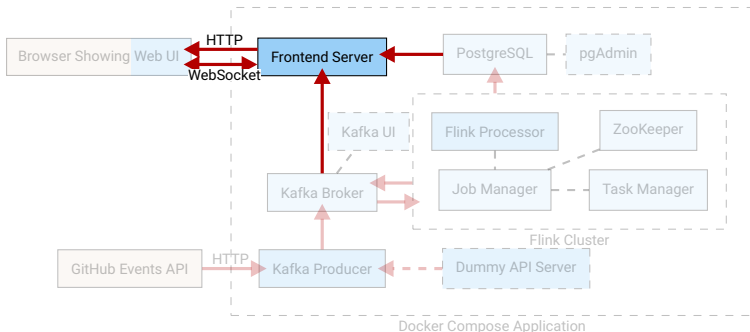 HTTP
Browser Showing Web UI
Frontend Server
PostgreSQL
pgAdmin
WebSocket
Kafka UI
Flink Processor
ZooKeeper
Kafka Broker
Job Manager
Task Manager
Flink Cluster
GitHub Events API
HTTP
Kafka Producer
Dummy API Server
Docker Compose Application